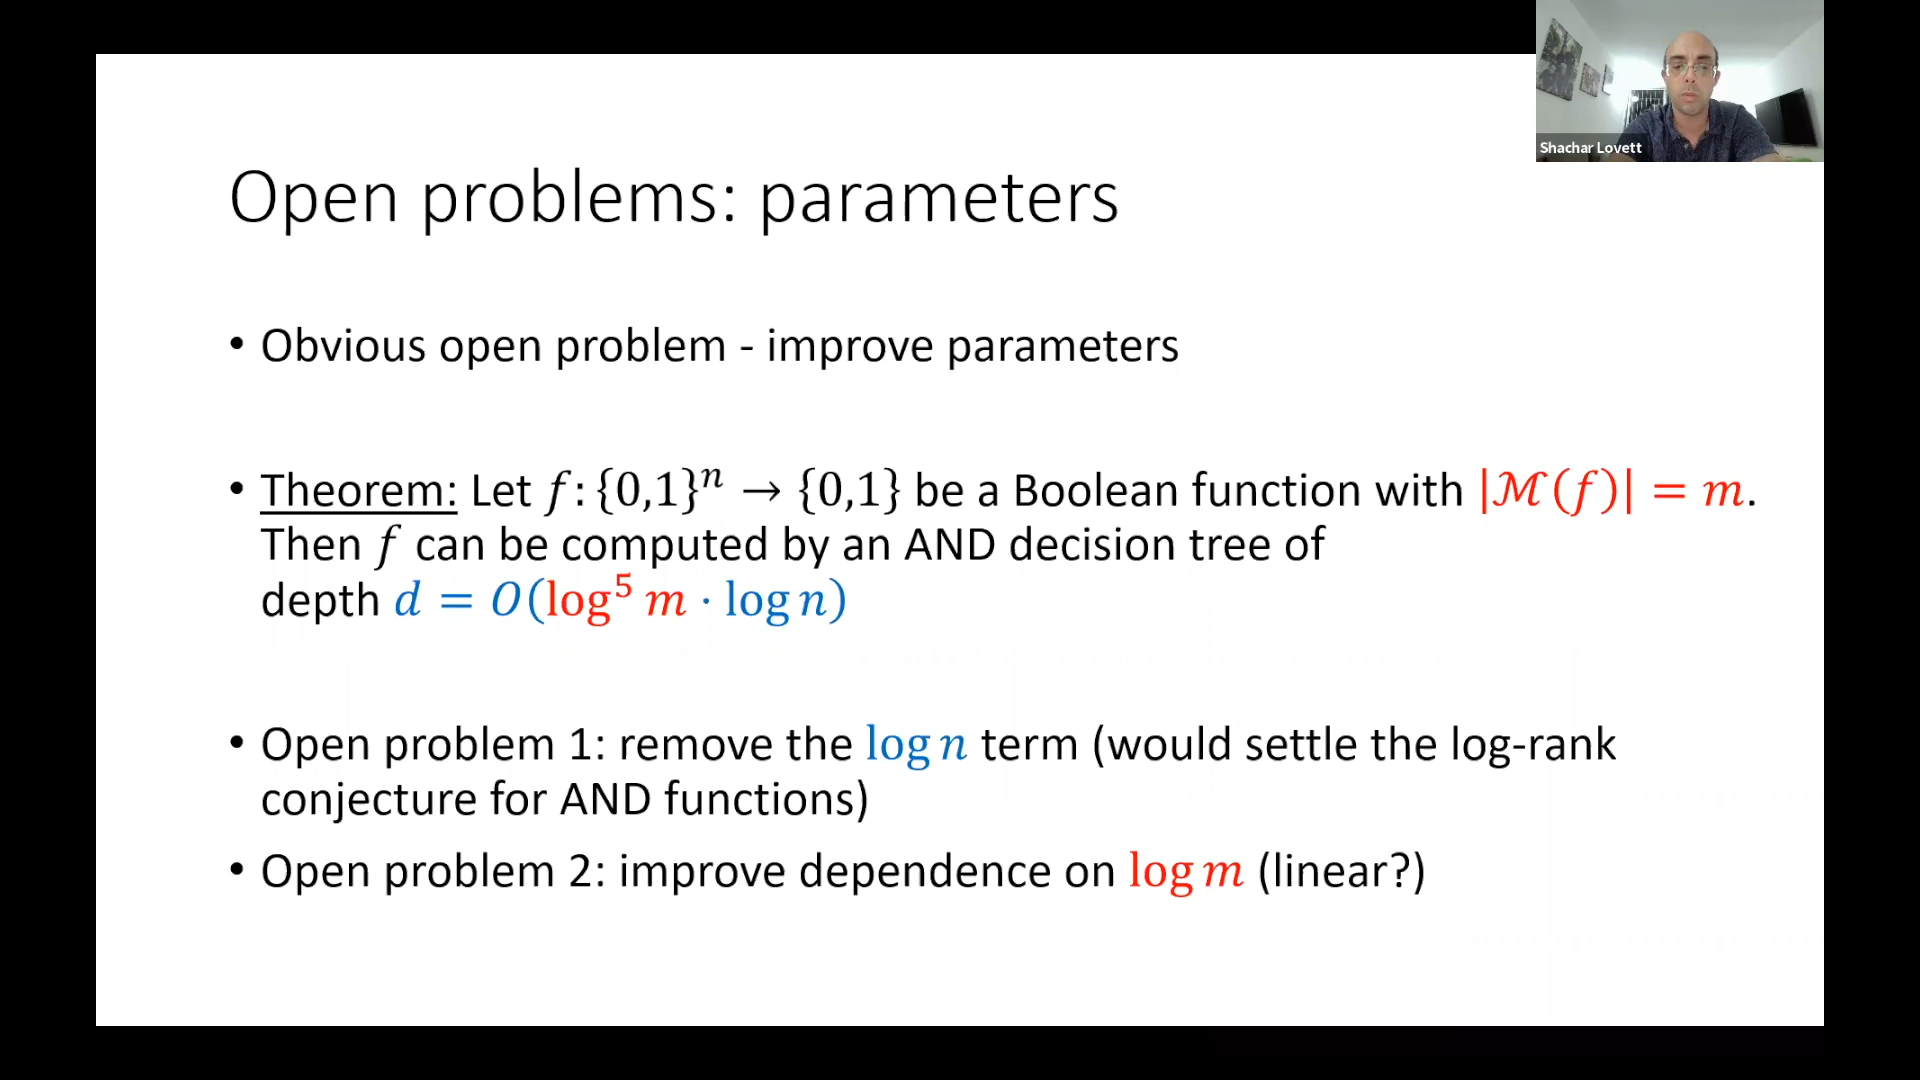 Shachar Lovett
Open problems: parameters
• Obvious open problem - improve parameters
• Theorem: Let f: {0,1}ⁿ → {0,1} be a Boolean function with |ℳ(f)| = m.
Then f can be computed by an AND decision tree of
depth d = O(log⁵ m · log n)
• Open problem 1: remove the log n term (would settle the log-rank
conjecture for AND functions)
• Open problem 2: improve dependence on log m (linear?)